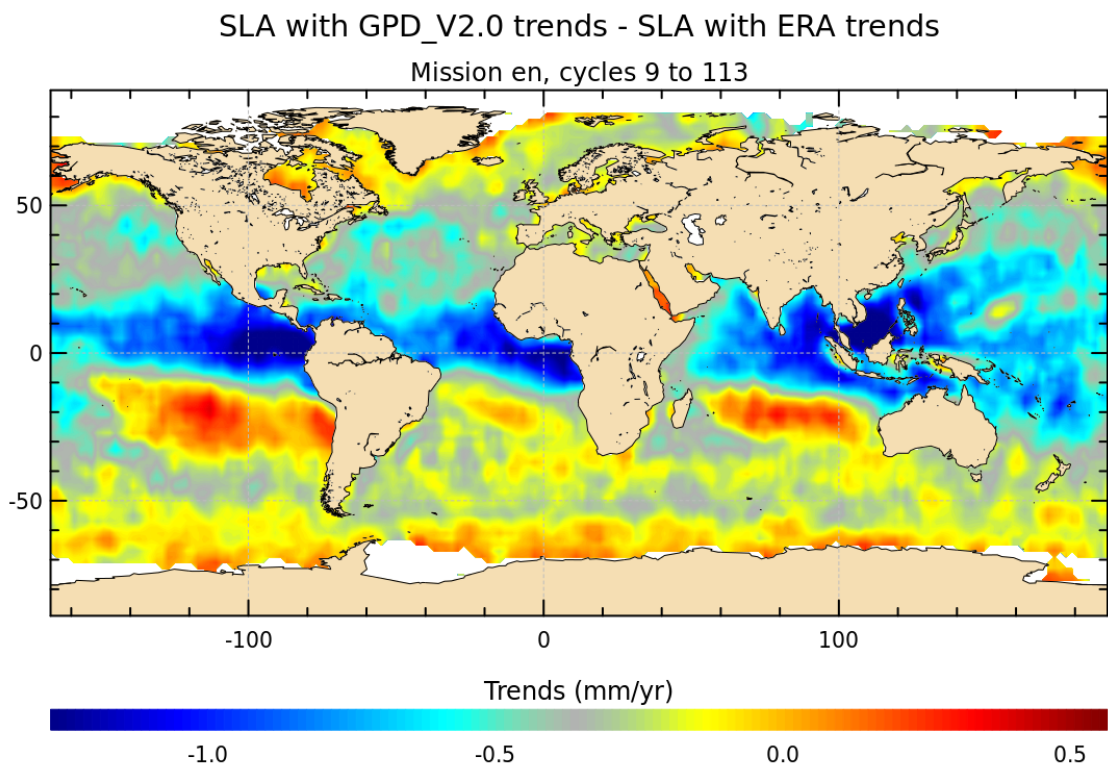 SLA with GPD_V2.0 trends - SLA with ERA trends
Mission en, cycles 9 to 113
50
0
-50
-100 0 100
Trends (mm/yr)
-1.0 -0.5 0.0 0.5